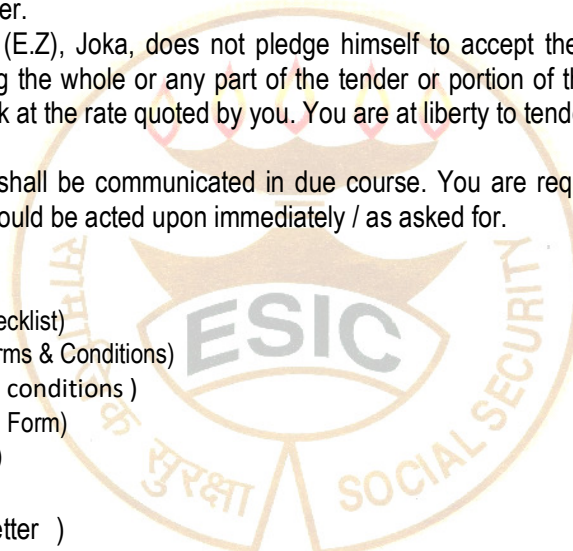 er.
(E.Z), Joka, does not pledge himself to accept the
g the whole or any part of the tender or portion of th
k at the rate quoted by you. You are at liberty to tende
shall be communicated in due course. You are req
ould be acted upon immediately / as asked for.
ecklist)
rms & Conditions)
conditions )
Form)
)
etter )
ESIC
सामाजिक सुरक्षा
SOCIAL SECURITY